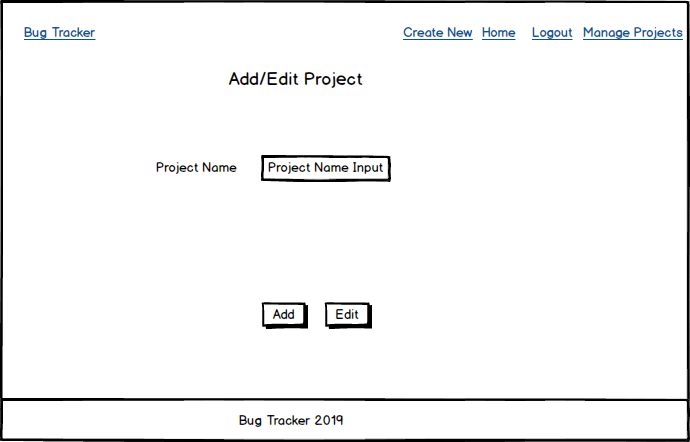 Bug Tracker Create New Home Logout Manage Projects
Add/Edit Project
Project Name Project Name Input
Add Edit
Bug Tracker 2019